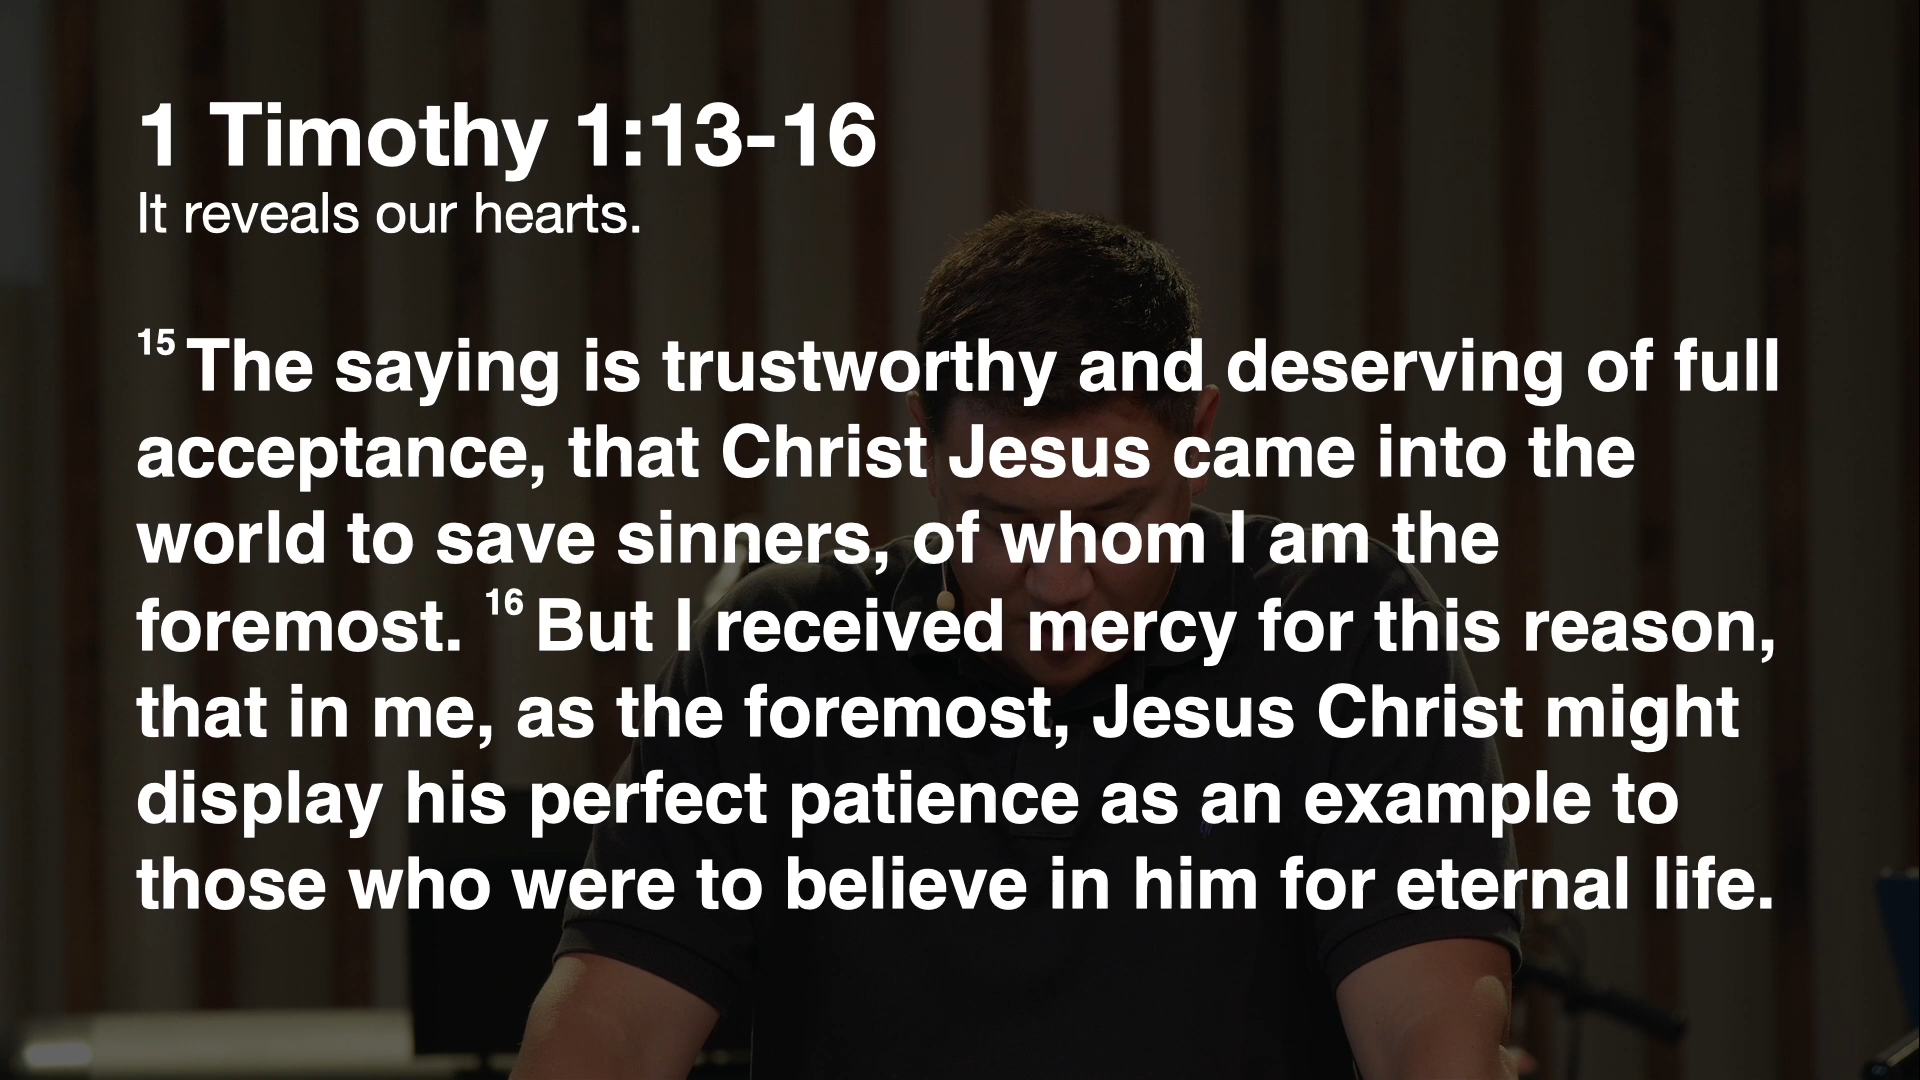 1 Timothy 1:13-16
It reveals our hearts.
15 The saying is trustworthy and deserving of full
acceptance, that Christ Jesus came into the
world to save sinners, of whom I am the
foremost. 16 But I received mercy for this reason,
that in me, as the foremost, Jesus Christ might
display his perfect patience as an example to
those who were to believe in him for eternal life.